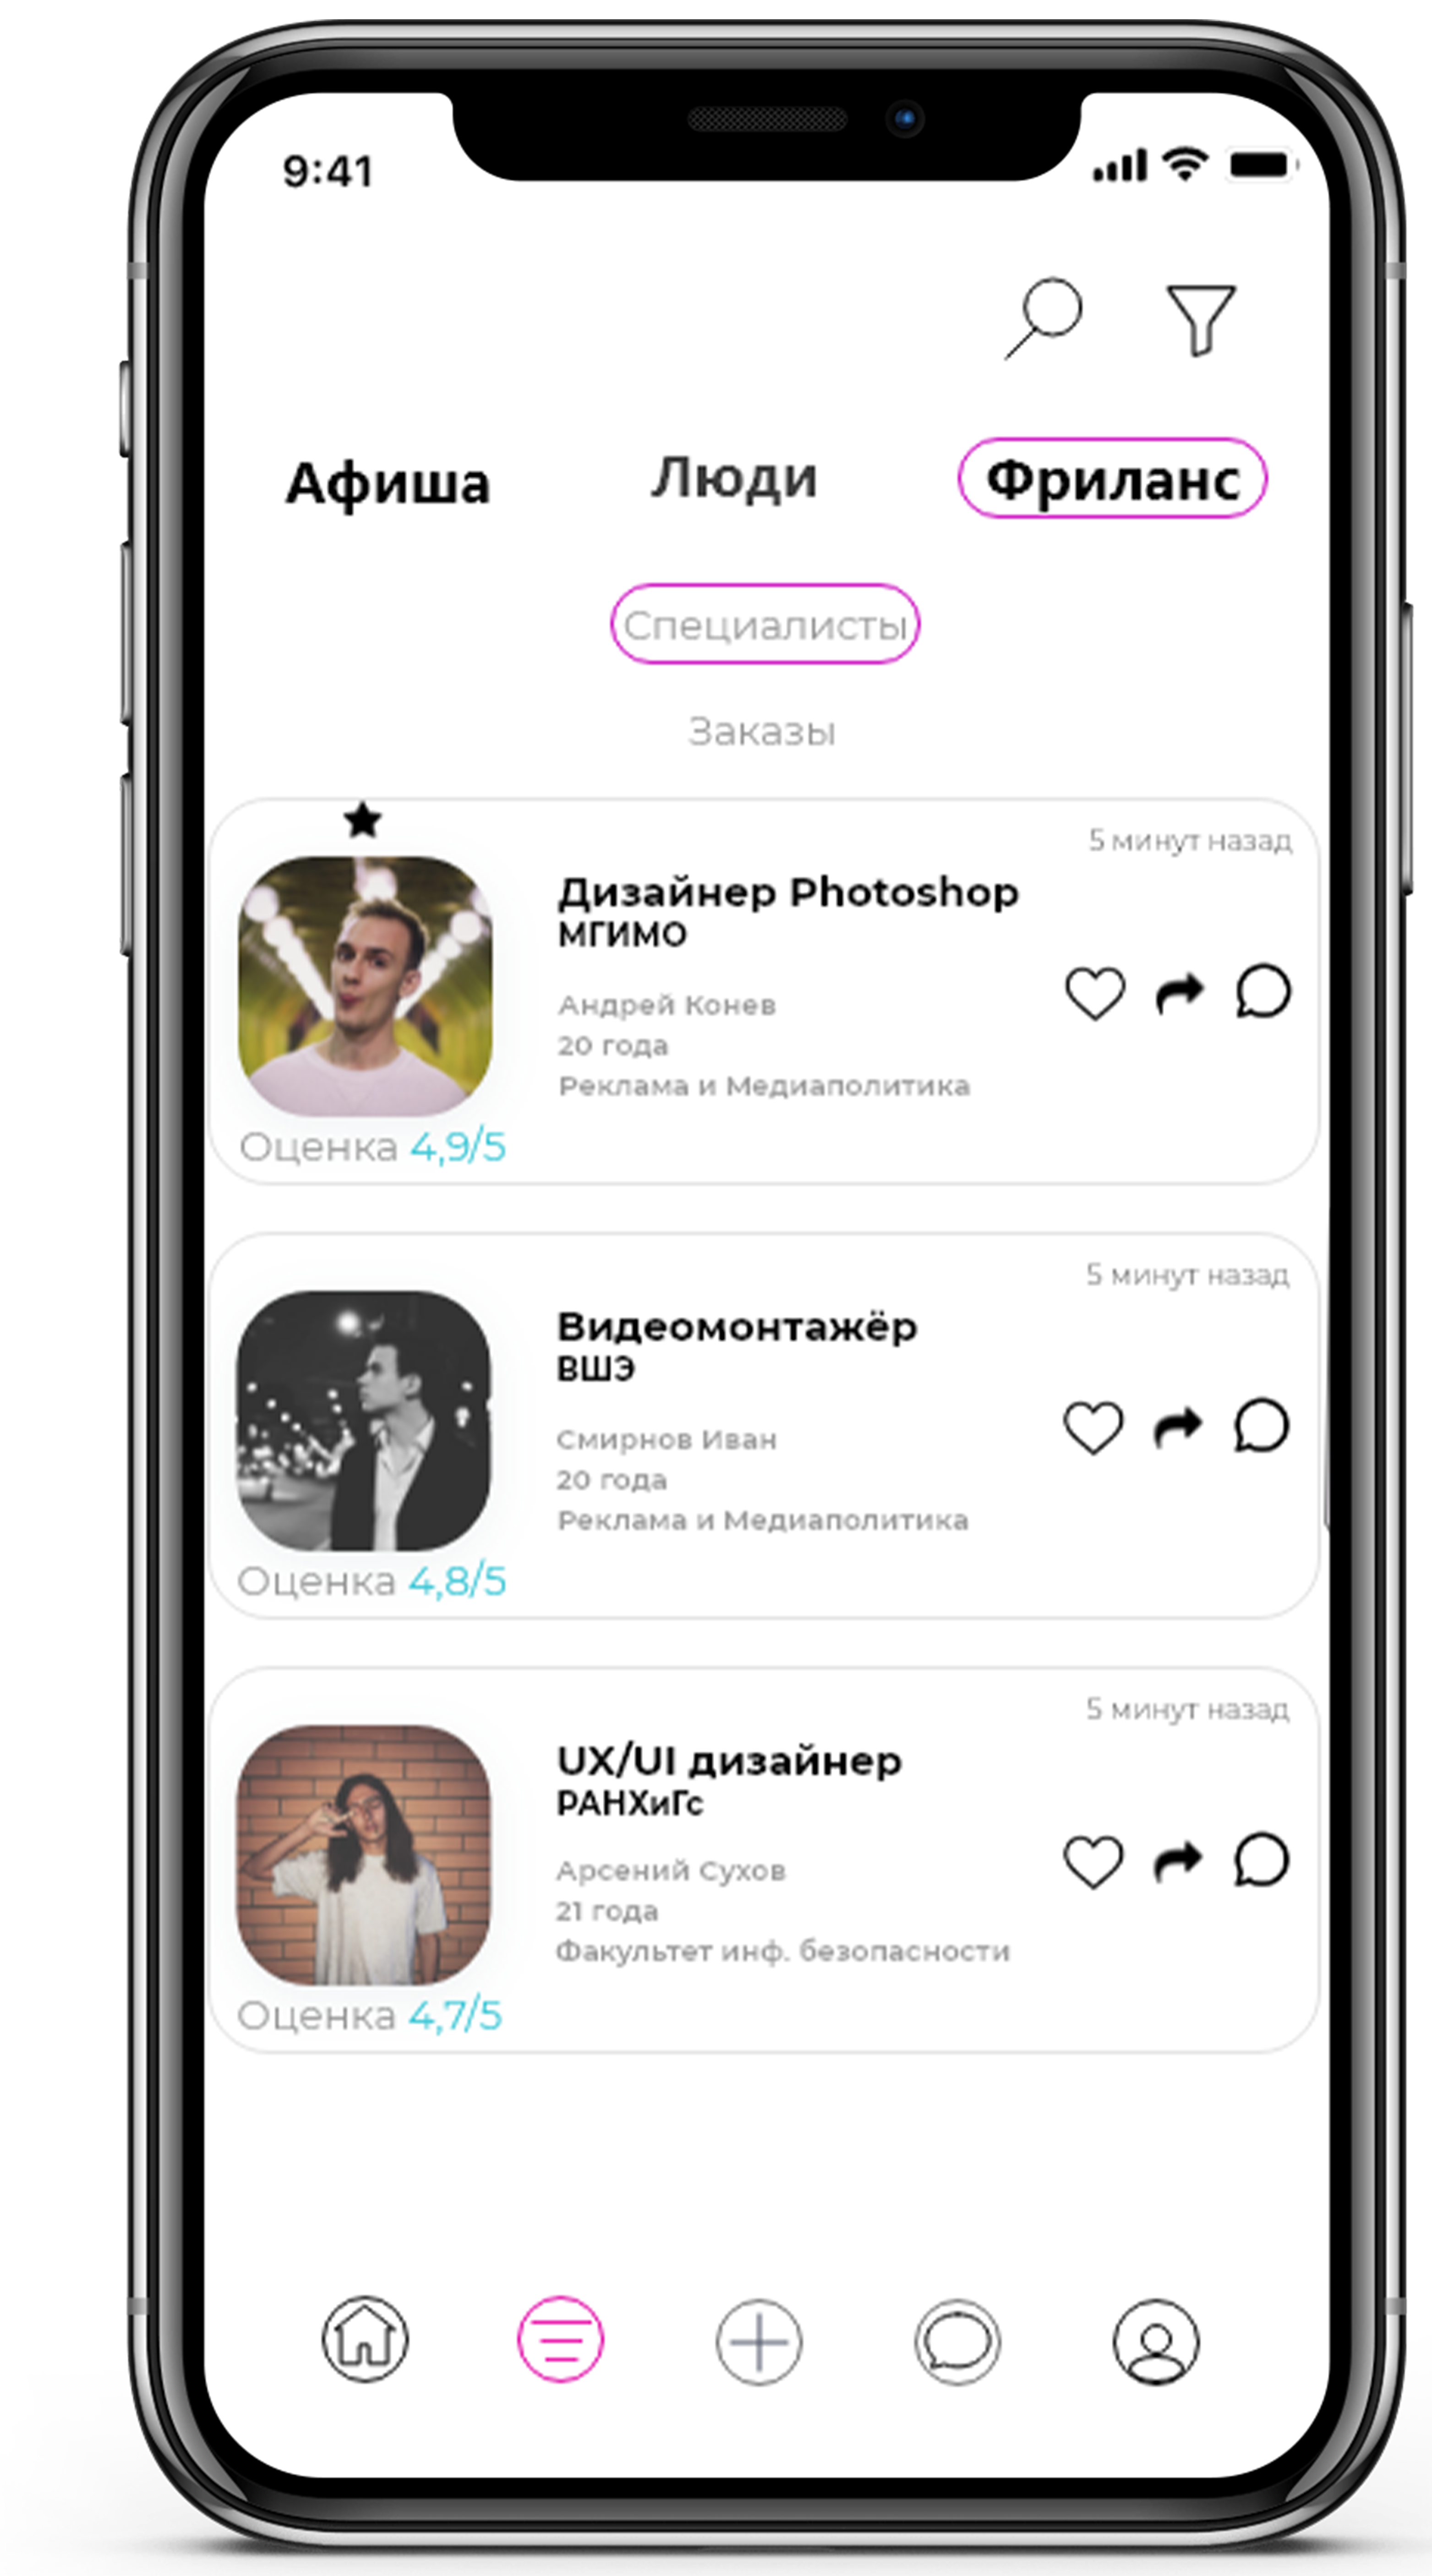 9:41
Афиша Люди Фриланс
Специалисты
Заказы
5 минут назад
Дизайнер Photoshop
МГИМО
Андрей Конев
20 года
Реклама и Медиаполитика
Оценка 4,9/5
5 минут назад
Видеомонтажёр
ВШЭ
Смирнов Иван
20 года
Реклама и Медиаполитика
Оценка 4,8/5
5 минут назад
UX/UI дизайнер
РАНХиГс
Арсений Сухов
21 года
Факультет инф. безопасности
Оценка 4,7/5